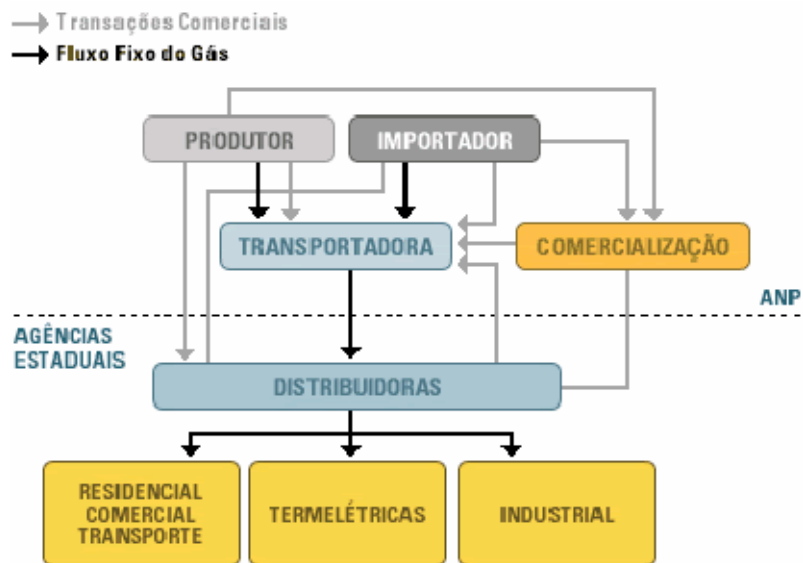 Transações Comerciais
Fluxo Fixo do Gás
PRODUTOR
IMPORTADOR
TRANSPORTADORA
COMERCIALIZAÇÃO
ANP
AGÊNCIAS
ESTADUAIS
DISTRIBUIDORAS
RESIDENCIAL
COMERCIAL
TRANSPORTE
TERMELÉTRICAS
INDUSTRIAL